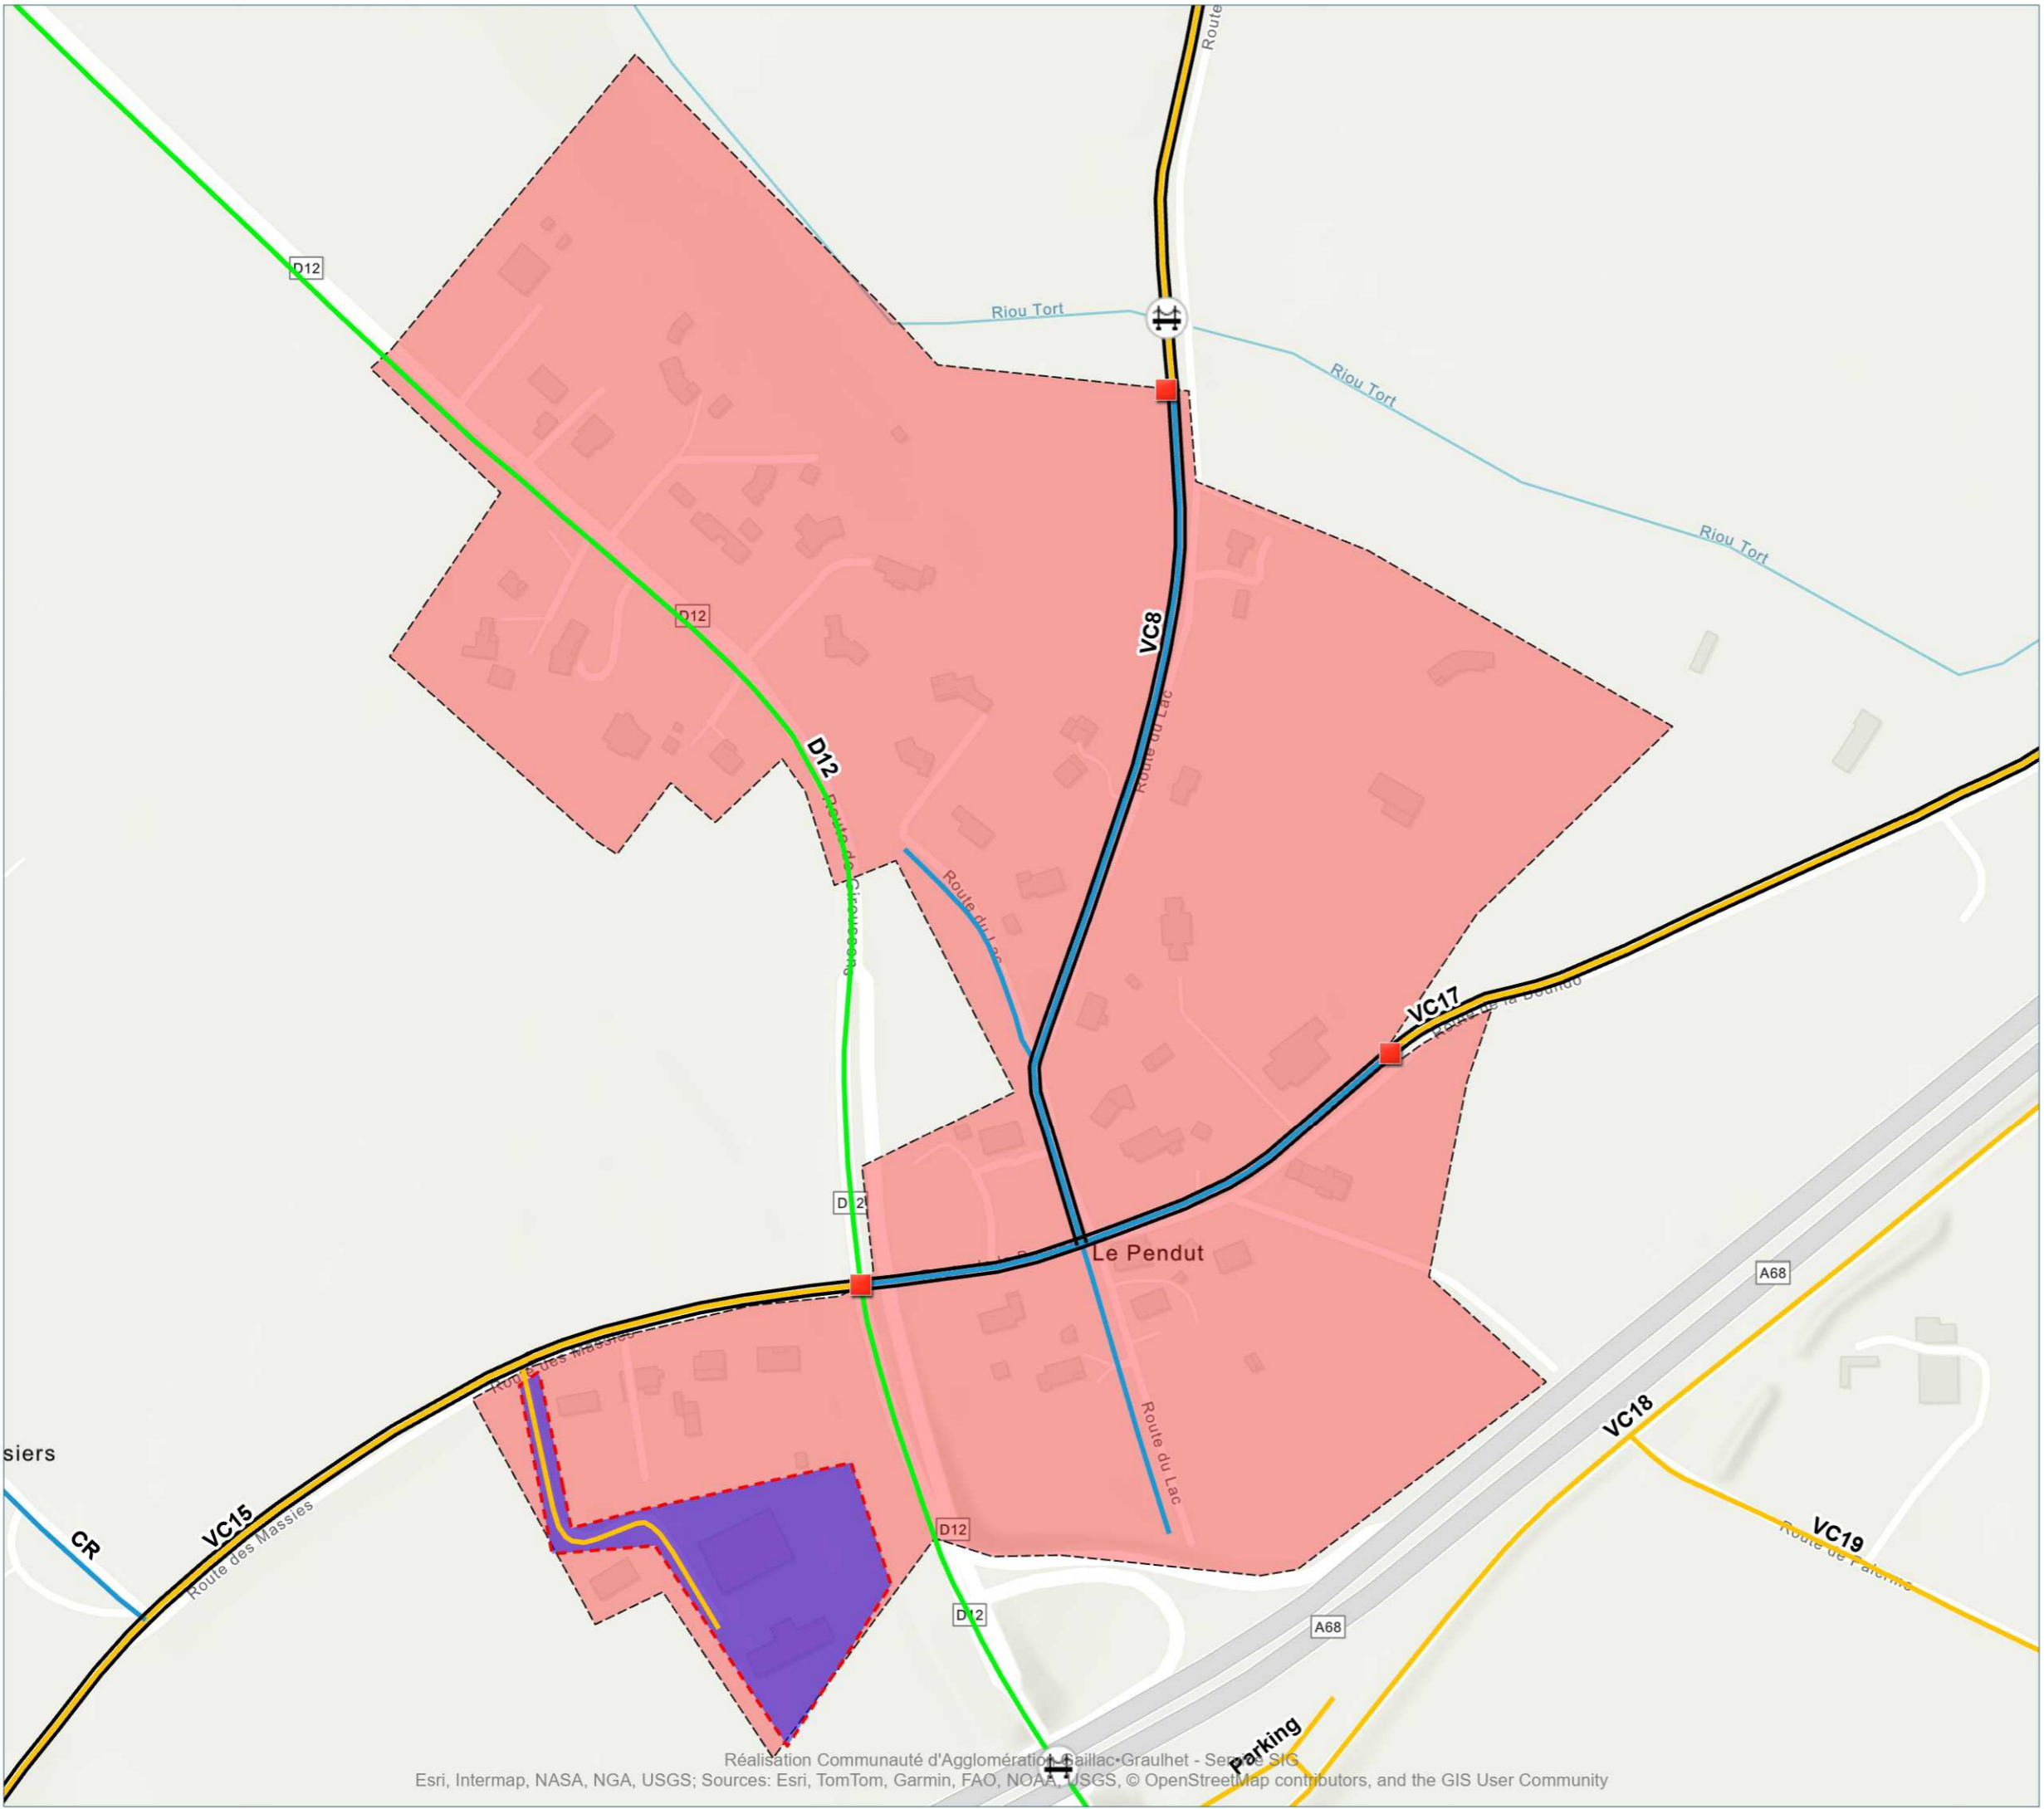 Route
D12
Riou Tort
Riou Tort
Riou Tort
D12
VC8
Route du Lac
D12
Route de Giroussens
Route du Lac
VC17
Route de la Boundo
D12
Le Pendut
A68
Route des Massies
VC18
siers
Route du Lac
VC15
Route des Massies
CR
D12
VC19
Route de Palerme
D12
A68
Parking
Réalisation Communauté d'Agglomération Gaillac•Graulhet - Service SIG
Esri, Intermap, NASA, NGA, USGS; Sources: Esri, TomTom, Garmin, FAO, NOAA, USGS, © OpenStreetMap contributors, and the GIS User Community